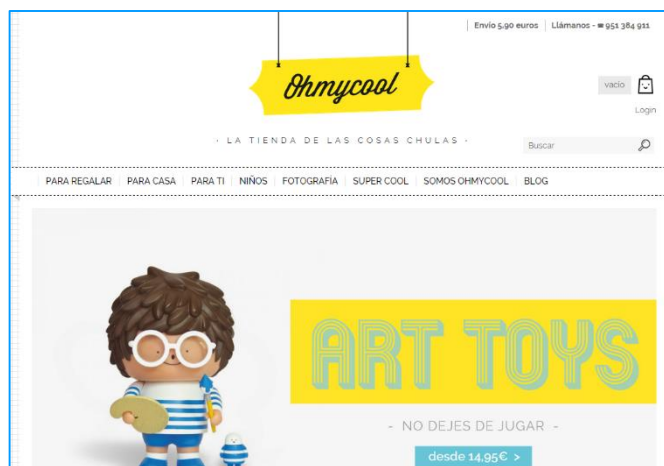 Envío 5,90 euros Llámanos - ☎ 951 384 911
Ohmycool
vacío
Login
· LA TIENDA DE LAS COSAS CHULAS ·
Buscar
PARA REGALAR PARA CASA PARA TI NIÑOS FOTOGRAFÍA SUPER COOL SOMOS OHMYCOOL BLOG
ART TOYS
- NO DEJES DE JUGAR -
desde 14,95€ >